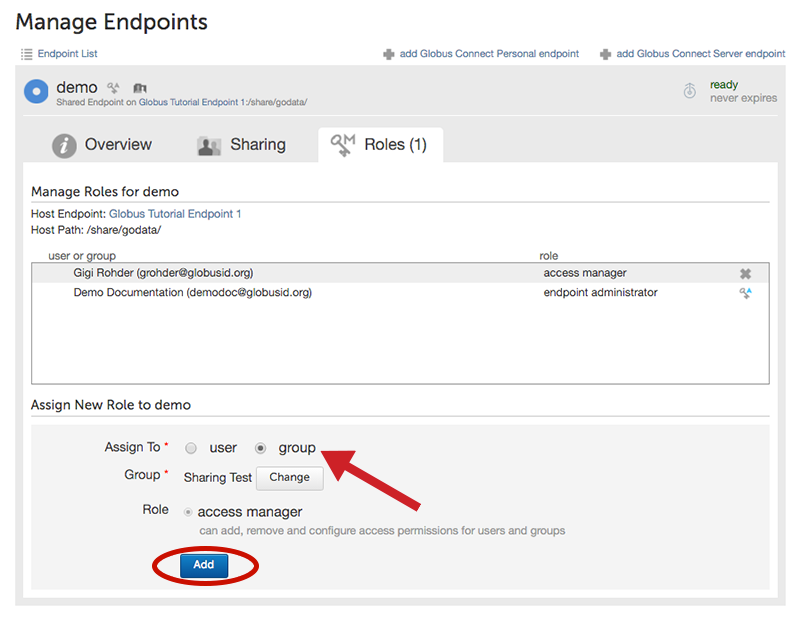 Manage Endpoints
Endpoint List add Globus Connect Personal endpoint add Globus Connect Server endpoint
demo ready
Shared Endpoint on Globus Tutorial Endpoint 1:/share/godata/ never expires
Overview Sharing Roles (1)
Manage Roles for demo
Host Endpoint: Globus Tutorial Endpoint 1
Host Path: /share/godata/
user or group role
Gigi Rohder (grohder@globusid.org) access manager
Demo Documentation (demodoc@globusid.org) endpoint administrator
Assign New Role to demo
Assign To * user group
Group * Sharing Test Change
Role access manager
can add, remove and configure access permissions for users and groups
Add